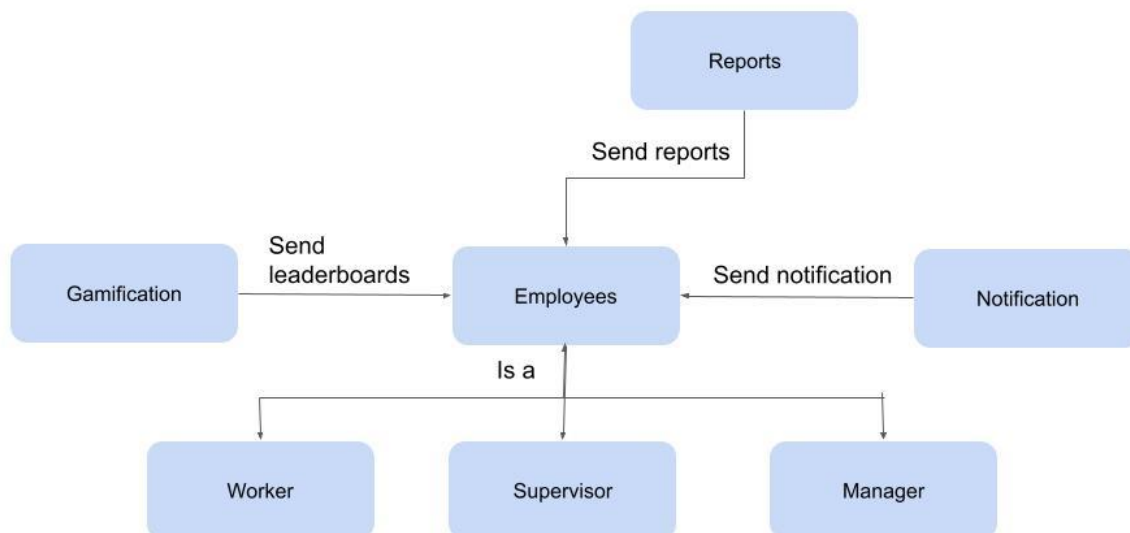 Reports
Send reports
Send
leaderboards
Gamification
Employees
Send notification
Notification
Is a
Worker
Supervisor
Manager